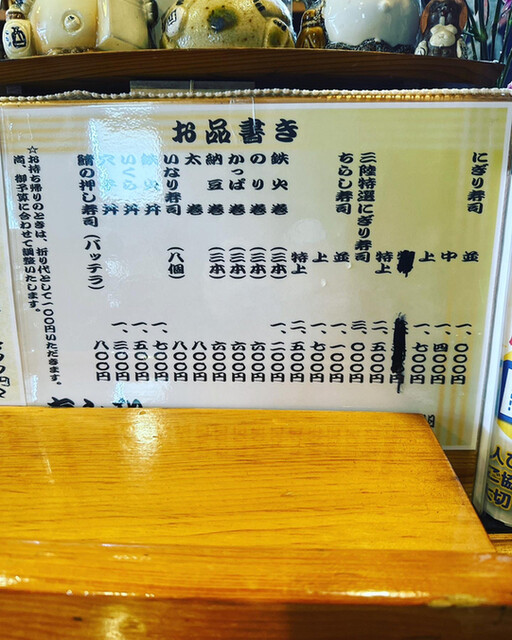 お品書き
にぎり寿司 並 一、〇〇〇円
中 一、四〇〇円
上 一、七〇〇円
特上 二、五〇〇円
三陸特選にぎり寿司 三、〇〇〇円
ちらし寿司 並 一、〇〇〇円
上 一、七〇〇円
特上 二、五〇〇円
鉄火巻 (三本) 一、二〇〇円
のり巻 (三本) 六〇〇円
かっぱ巻 (三本) 六〇〇円
納豆巻 (三本) 六〇〇円
太巻 八〇〇円
いなり寿司 (八個) 八〇〇円
鉄火丼 一、七〇〇円
いくら丼 一、五〇〇円
穴子丼 一、三〇〇円
鯖の押し寿司(バッテラ) 八〇〇円
☆お持ち帰りのときは、折り代として一〇〇円いただきます。
尚、御予算に合わせて調整いたします。